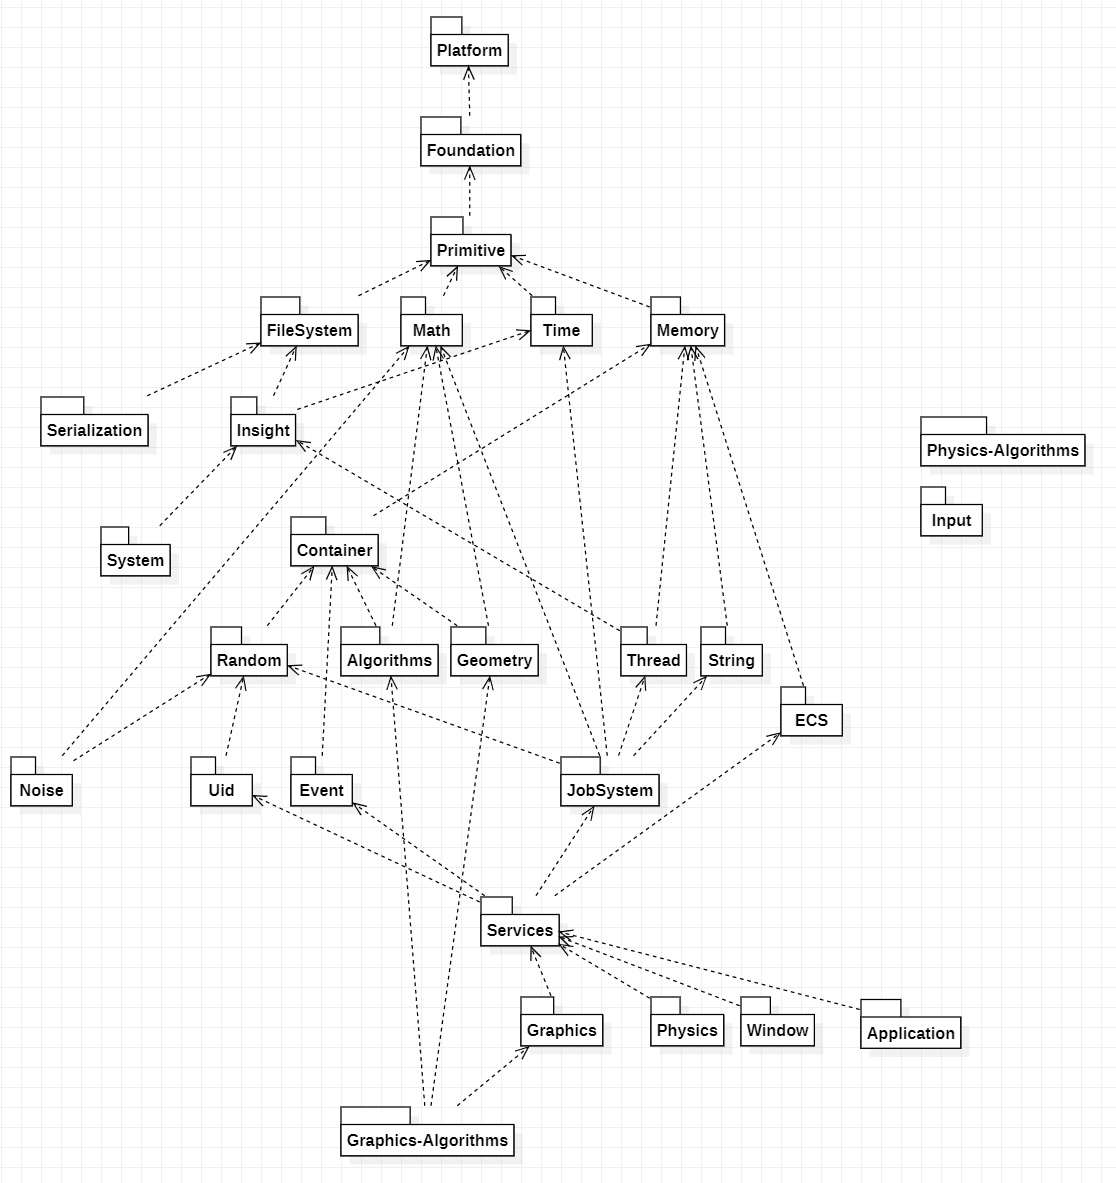 Platform
Foundation
Primitive
FileSystem
Math
Time
Memory
Serialization
Insight
Physics-Algorithms
Input
System
Container
Random
Algorithms
Geometry
Thread
String
ECS
Noise
Uid
Event
JobSystem
Services
Graphics
Physics
Window
Application
Graphics-Algorithms